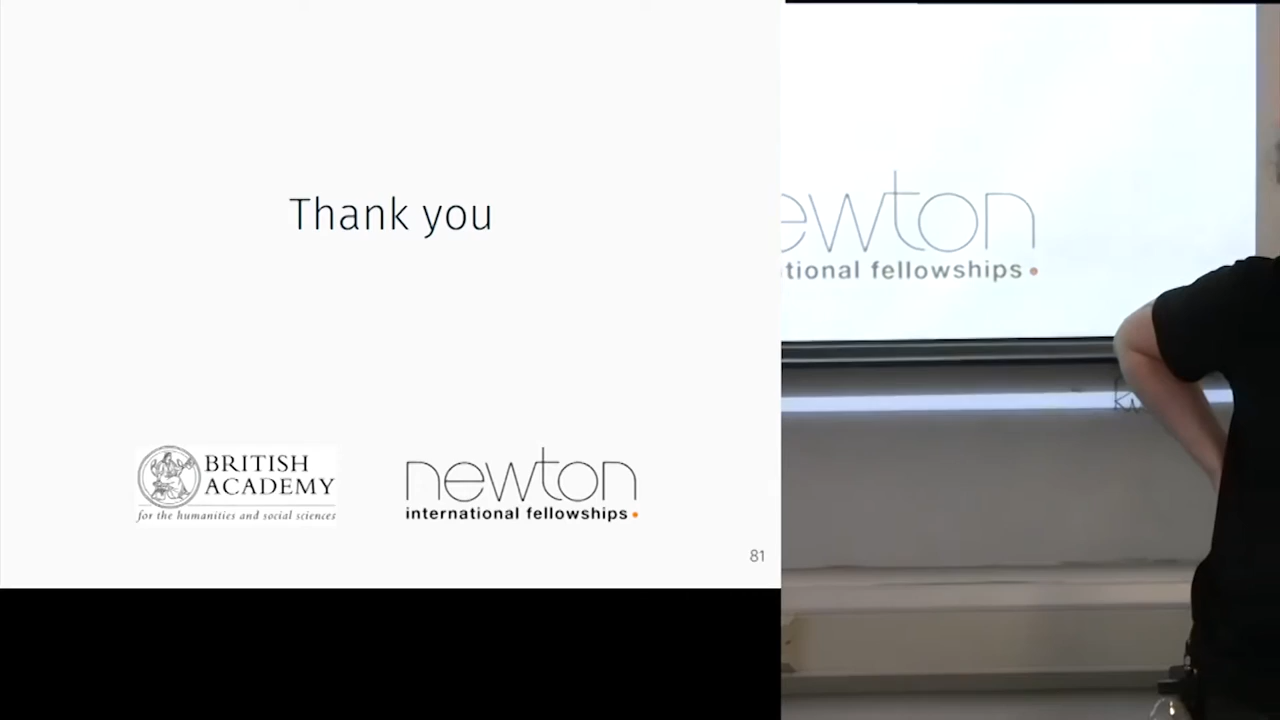 Thank you
BRITISH
ACADEMY
for the humanities and social sciences
newton
international fellowships
81
ewton
tional fellowships